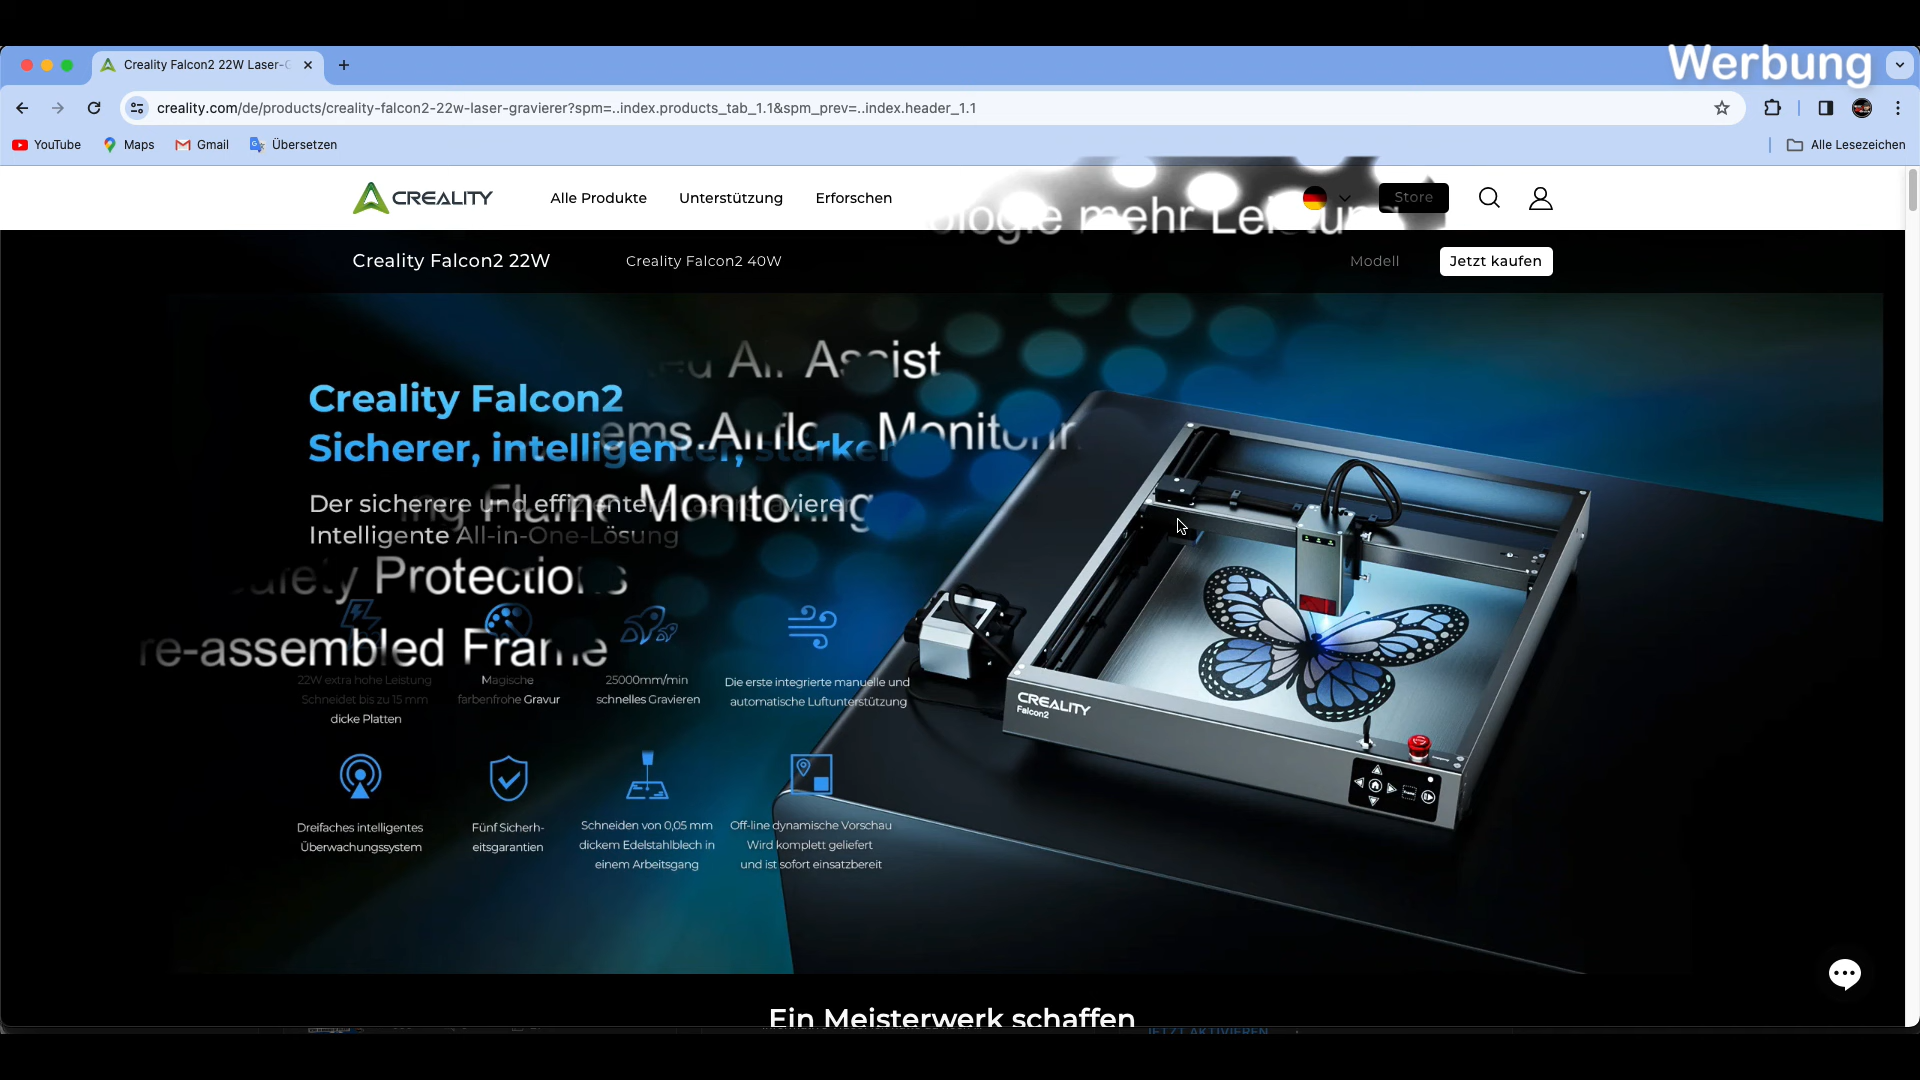 Werbung
Creality Falcon2 22W Laser-G
creality.com/de/products/creality-falcon2-22w-laser-gravierer?spm=..index.products_tab_1.1&spm_prev=..index.header_1.1
YouTube Maps Gmail Übersetzen Alle Lesezeichen
CREALITY Alle Produkte Unterstützung Erforschen Store
mehr
Creality Falcon2 22W Creality Falcon2 40W Modell Jetzt kaufen
Assist
Creality Falcon2
Monitorin
Sicherer, intelligenter, stärker
Der sicherere und effizientere Lasergravierer
Flame Monitoring
Intelligente All-in-One-Lösung
Protections
re-assembled Frame
22W extra hohe Leistung
Schneidet bis zu 15 mm
dicke Platten
Magische
farbenfrohe Gravur
25000mm/min
schnelles Gravieren
Die erste integrierte manuelle und
automatische Luftunterstützung
CREALITY
Falcon2
Dreifaches intelligentes
Überwachungssystem
Fünf Sicherh-
eitsgarantien
Schneiden von 0,05 mm
dickem Edelstahlblech in
einem Arbeitsgang
Off-line dynamische Vorschau
Wird komplett geliefert
und ist sofort einsatzbereit
Ein Meisterwerk schaffen
JETZT AKTIVIEREN